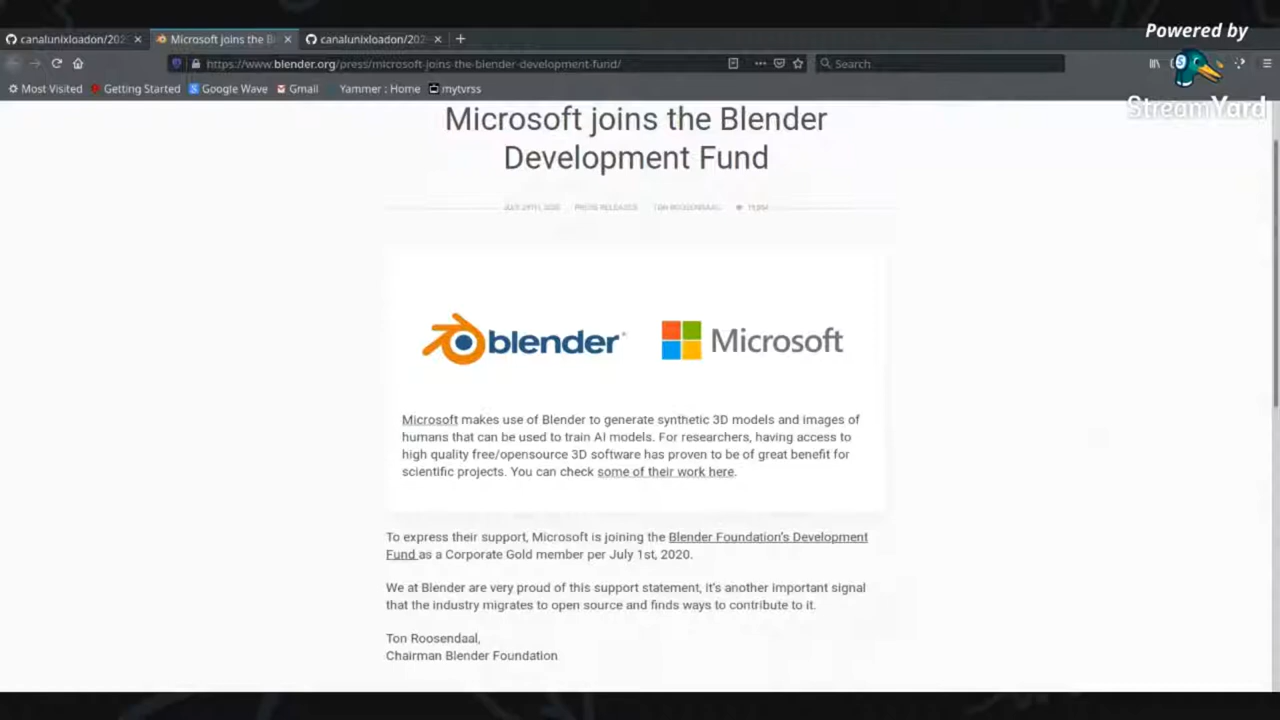 Powered by
StreamYard
canalunixloadon/202
Microsoft joins the Bl
canalunixloadon/202
https://www.blender.org/press/microsoft-joins-the-blender-development-fund/
Search
Most Visited
Getting Started
Google Wave
Gmail
Yammer : Home
mytvrss
Microsoft joins the Blender
Development Fund
PRESS RELEASES
TON ROOSENDAAL
blender
Microsoft
Microsoft makes use of Blender to generate synthetic 3D models and images of
humans that can be used to train AI models. For researchers, having access to
high quality free/opensource 3D software has proven to be of great benefit for
scientific projects. You can check some of their work here.
To express their support, Microsoft is joining the Blender Foundation's Development
Fund as a Corporate Gold member per July 1st, 2020.
We at Blender are very proud of this support statement, it's another important signal
that the industry migrates to open source and finds ways to contribute to it.
Ton Roosendaal,
Chairman Blender Foundation